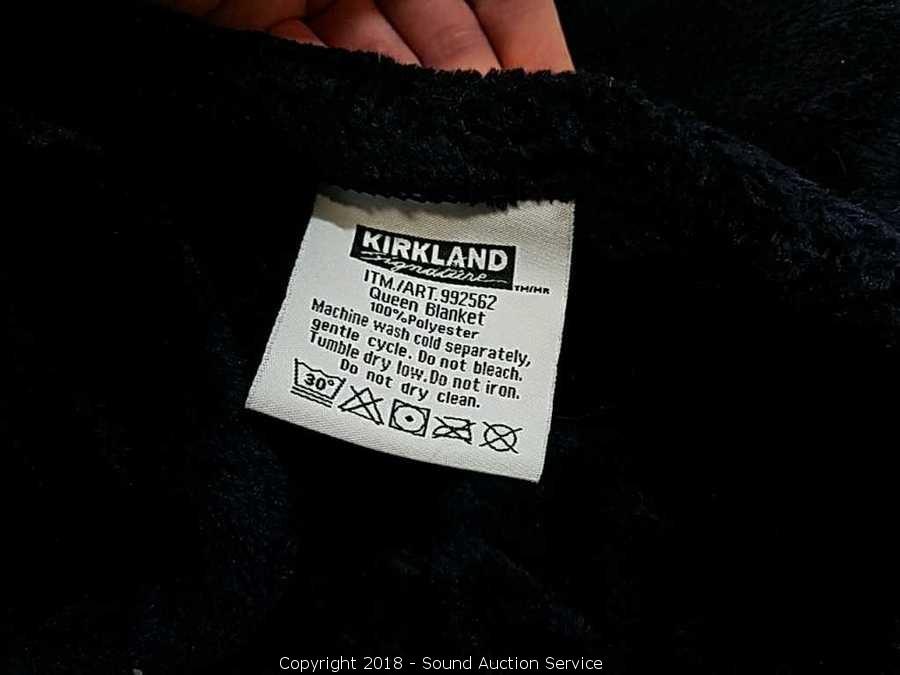 KIRKLAND
Signature
TM/MR
ITM./ART.992562
Queen Blanket
100%Polyester
Machine wash cold separately,
gentle cycle. Do not bleach.
Tumble dry low. Do not iron.
Do not dry clean.
30°
Copyright 2018 - Sound Auction Service